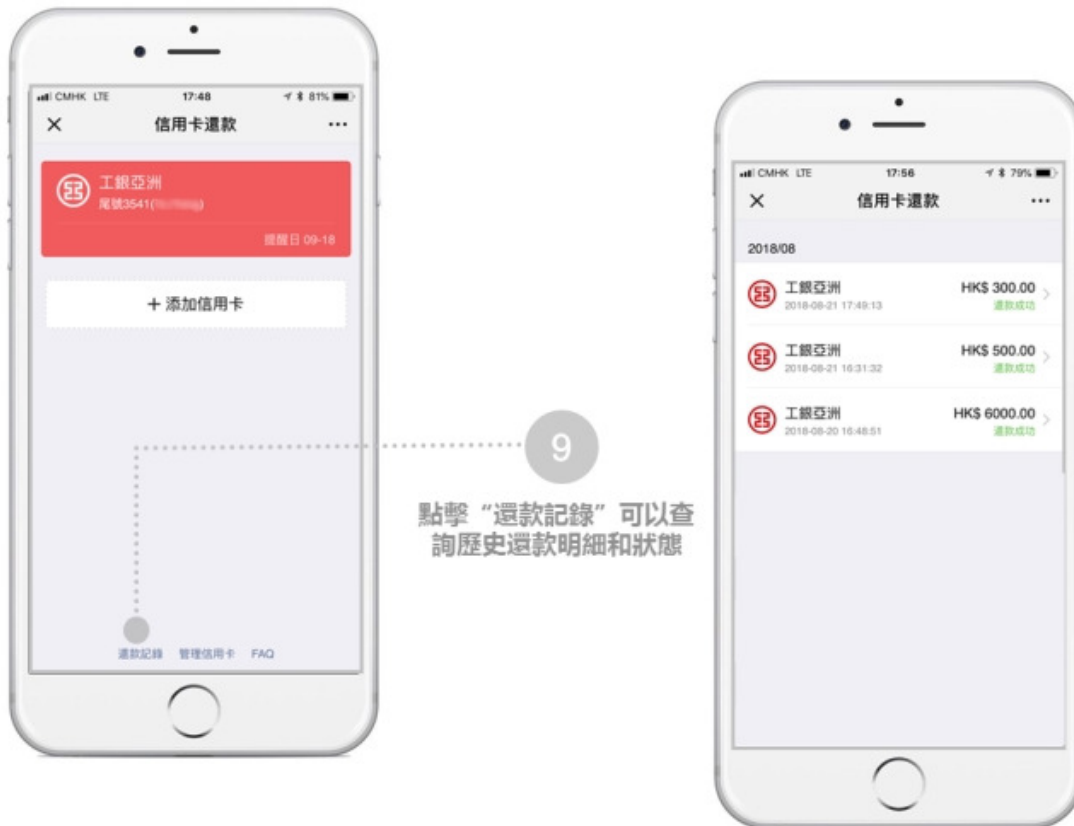 CMHK LTE 17:48 81%
信用卡還款
工銀亞洲
尾號3541(
提醒日 09-18
+ 添加信用卡
還款記錄 管理信用卡 FAQ
9
點擊“還款記錄”可以查
詢歷史還款明細和狀態
CMHK LTE 17:56 79%
信用卡還款
2018/08
工銀亞洲 HK$ 300.00
2018-08-21 17:49:13 還款成功
工銀亞洲 HK$ 500.00
2018-08-21 16:31:32 還款成功
工銀亞洲 HK$ 6000.00
2018-08-20 16:48:51 還款成功